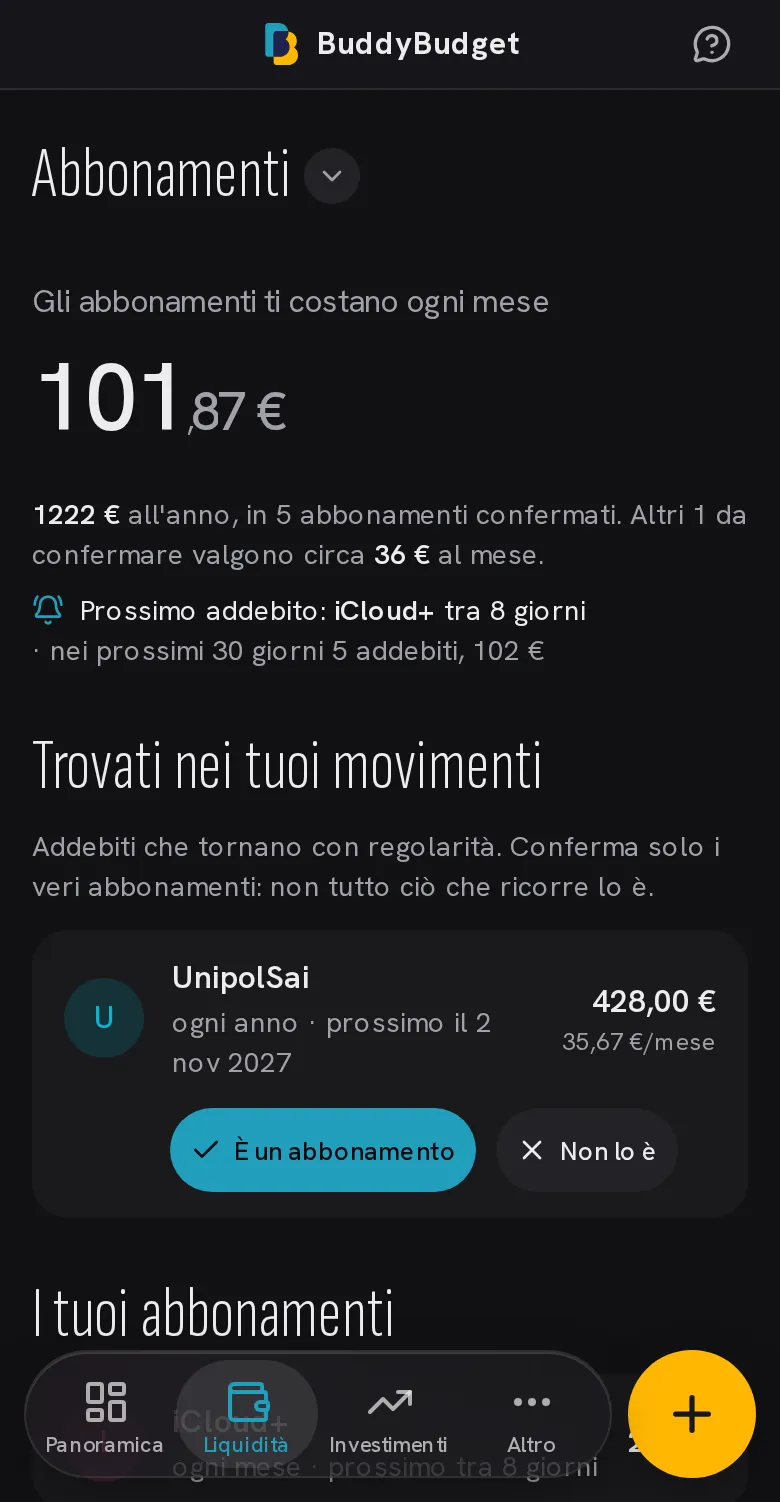 BuddyBudget
Abbonamenti
Gli abbonamenti ti costano ogni mese
101,87 €
1222 € all'anno, in 5 abbonamenti confermati. Altri 1 da
confermare valgono circa 36 € al mese.
Prossimo addebito: iCloud+ tra 8 giorni
· nei prossimi 30 giorni 5 addebiti, 102 €
Trovati nei tuoi movimenti
Addebiti che tornano con regolarità. Conferma solo i
veri abbonamenti: non tutto ciò che ricorre lo è.
U
UnipolSai
428,00 €
ogni anno · prossimo il 2
nov 2027
35,67 €/mese
È un abbonamento
Non lo è
I tuoi abbonamenti
iCloud+
Panoramica
Liquidità
Investimenti
Altro
ogni mese · prossimo tra 8 giorni